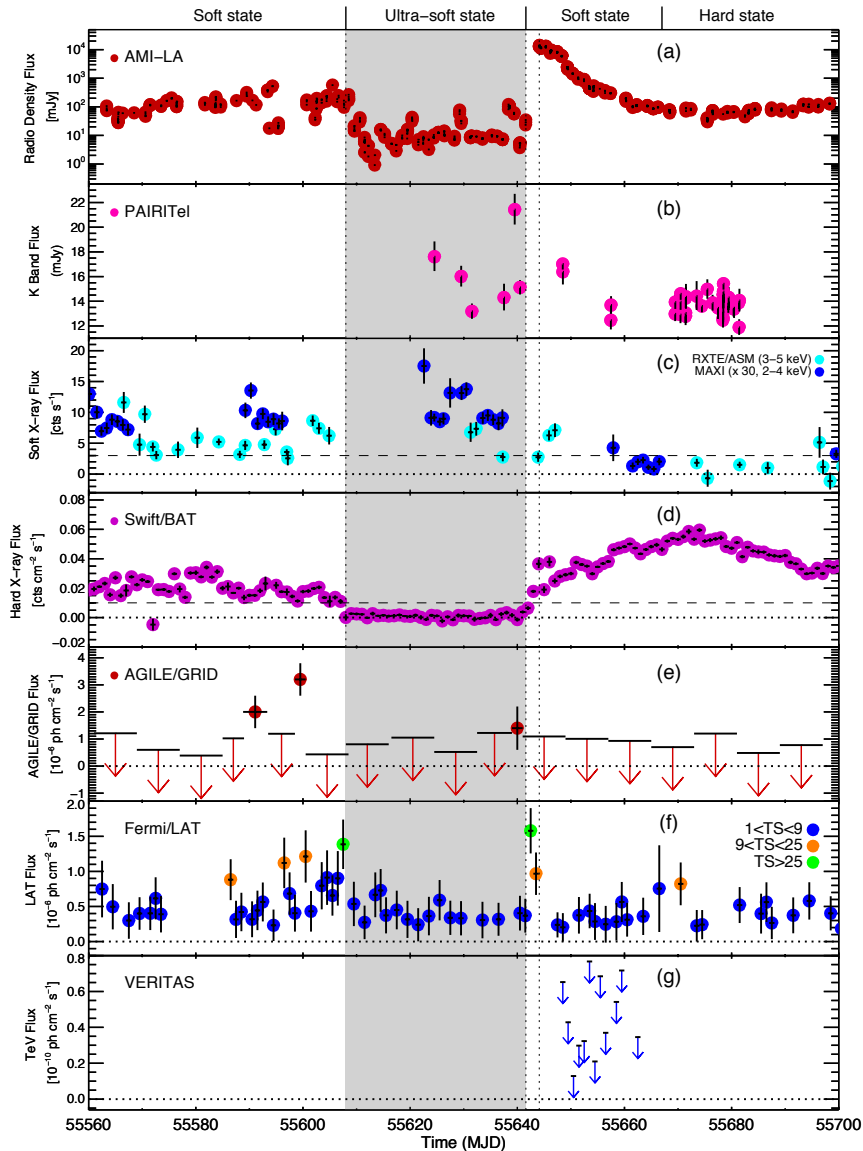 Soft state Ultra-soft state Soft state Hard state
AMI-LA
(a)
Radio Density Flux
[mJy]
10⁴
10³
10²
10¹
10⁰
PAIRITel
(b)
K Band Flux
(mJy)
22
20
18
16
14
12
(c)
RXTE/ASM (3-5 keV)
MAXI (x 30, 2-4 keV)
Soft X-ray Flux
[cts s⁻¹]
25
20
15
10
5
0
Swift/BAT
(d)
Hard X-ray Flux
[cts cm⁻² s⁻¹]
0.06
0.04
0.02
0.00
-0.02
AGILE/GRID
(e)
AGILE/GRID Flux
[10⁻⁶ ph cm⁻² s⁻¹]
4
3
2
1
0
-1
Fermi/LAT
(f)
1<TS<9
9<TS<25
TS>25
LAT Flux
[10⁻⁶ ph cm⁻² s⁻¹]
2.0
1.5
1.0
0.5
0.0
VERITAS
(g)
TeV Flux
[10⁻¹⁰ ph cm⁻² s⁻¹]
0.8
0.6
0.4
0.2
0.0
55560 55580 55600 55620 55640 55660 55680 55700
Time (MJD)